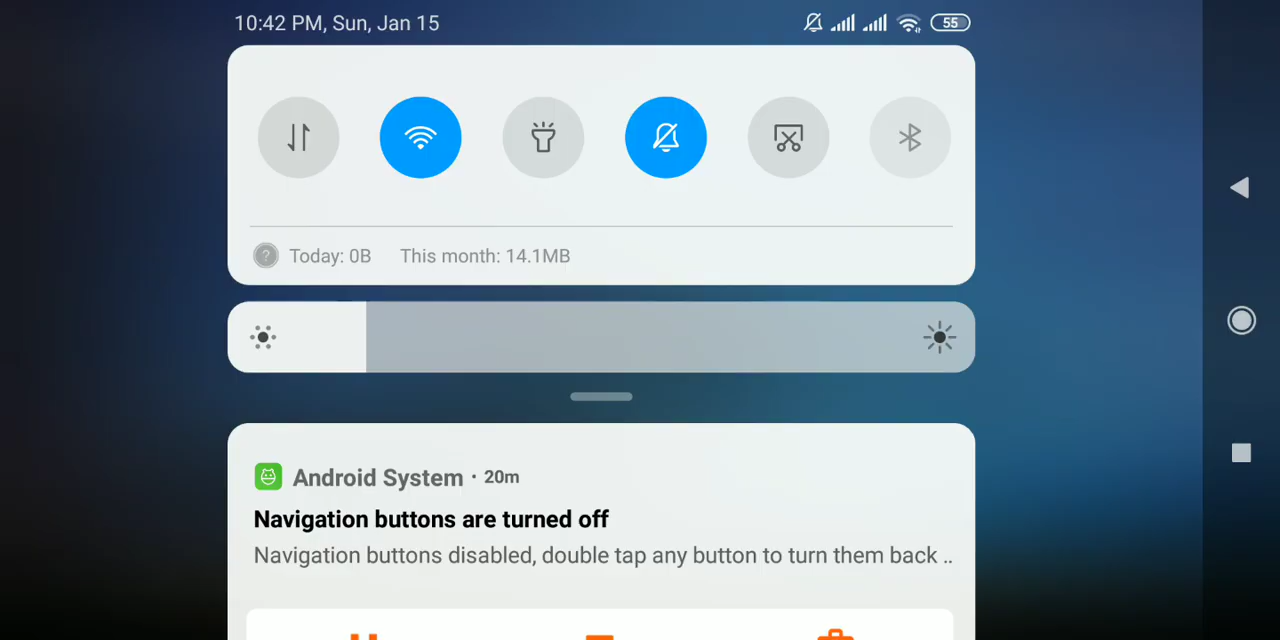 10:42 PM, Sun, Jan 15 55
Today: 0B This month: 14.1MB
Android System · 20m
Navigation buttons are turned off
Navigation buttons disabled, double tap any button to turn them back ..